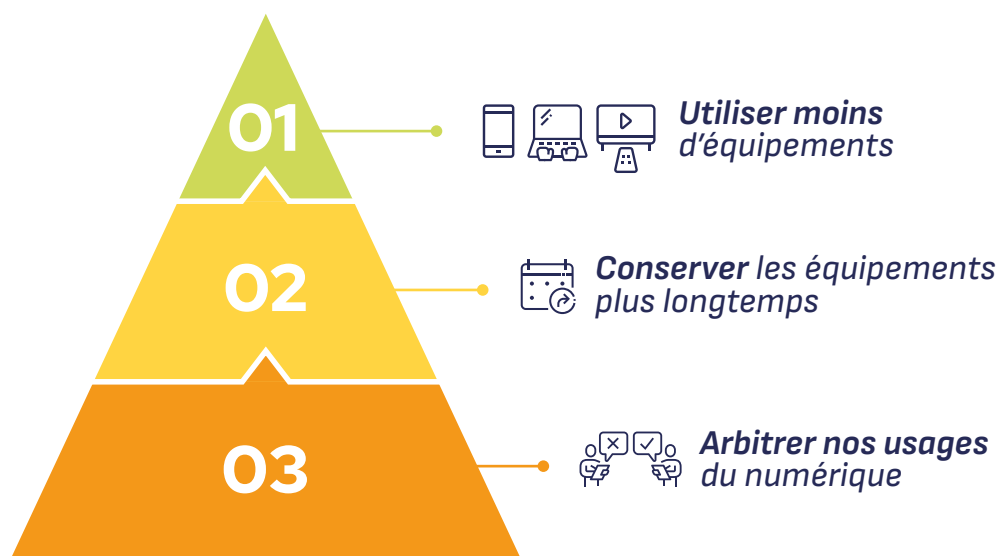 01
Utiliser moins
d'équipements
02
Conserver les équipements
plus longtemps
03
Arbitrer nos usages
du numérique